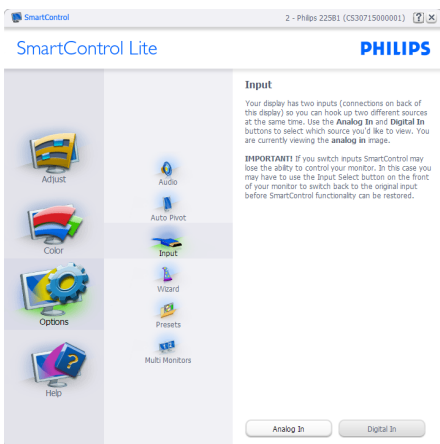 SmartControl
2 - Philips 225B1 (CS30715000001)
SmartControl Lite
PHILIPS
Adjust
Color
Options
Help
Audio
Auto Pivot
Input
Wizard
Presets
Multi Monitors
Input
Your display has two inputs (connections on back of
this display) so you can hook up two different sources
at the same time. Use the Analog In and Digital In
buttons to select which source you'd like to view. You
are currently viewing the analog in image.
IMPORTANT! If you switch inputs SmartControl may
lose the ability to control your monitor. In this case you
may have to use the Input Select button on the front
of your monitor to switch back to the original input
before SmartControl functionality can be restored.
Analog In
Digital In